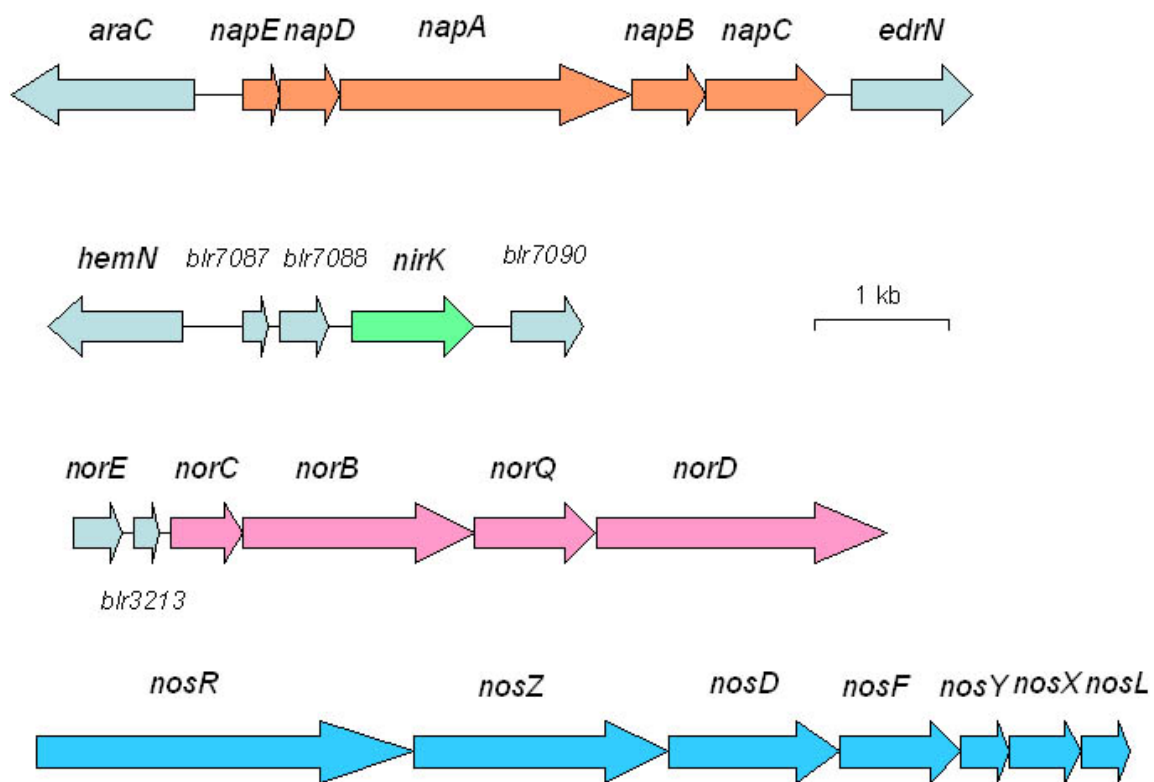 araC napE napD napA napB napC edrN
hemN blr7087 blr7088 nirK blr7090
1 kb
norE norC norB norQ norD
blr3213
nosR nosZ nosD nosF nosY nosX nosL